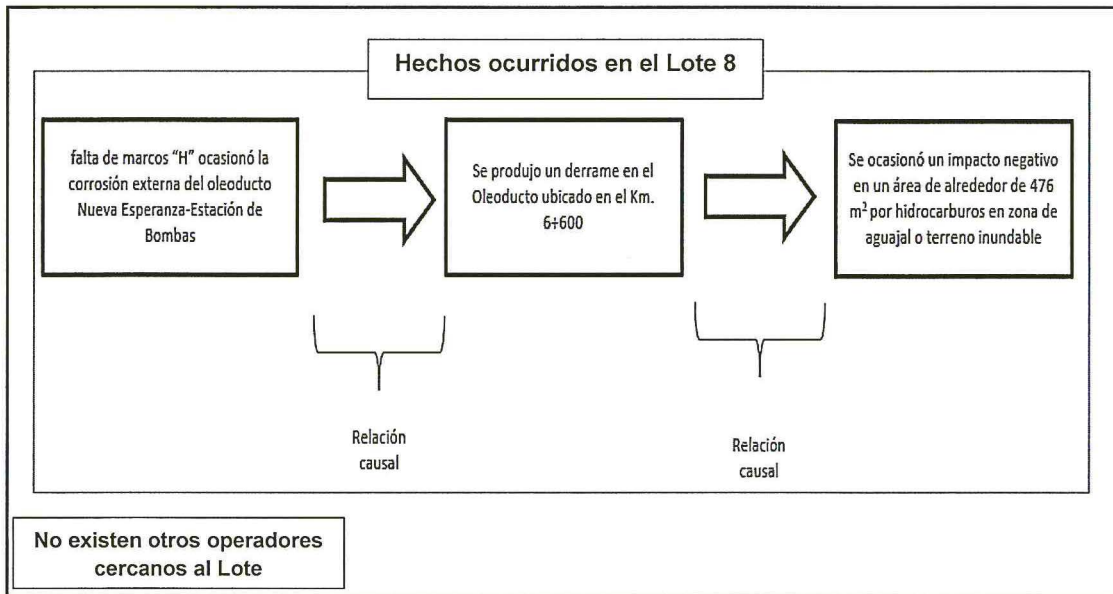 Hechos ocurridos en el Lote 8
falta de marcos "H" ocasionó la
corrosión externa del oleoducto
Nueva Esperanza-Estación de
Bombas
Se produjo un derrame en el
Oleoducto ubicado en el Km.
6+600
Se ocasionó un impacto negativo
en un área de alrededor de 476
m² por hidrocarburos en zona de
aguajal o terreno inundable
Relación
causal
Relación
causal
No existen otros operadores
cercanos al Lote